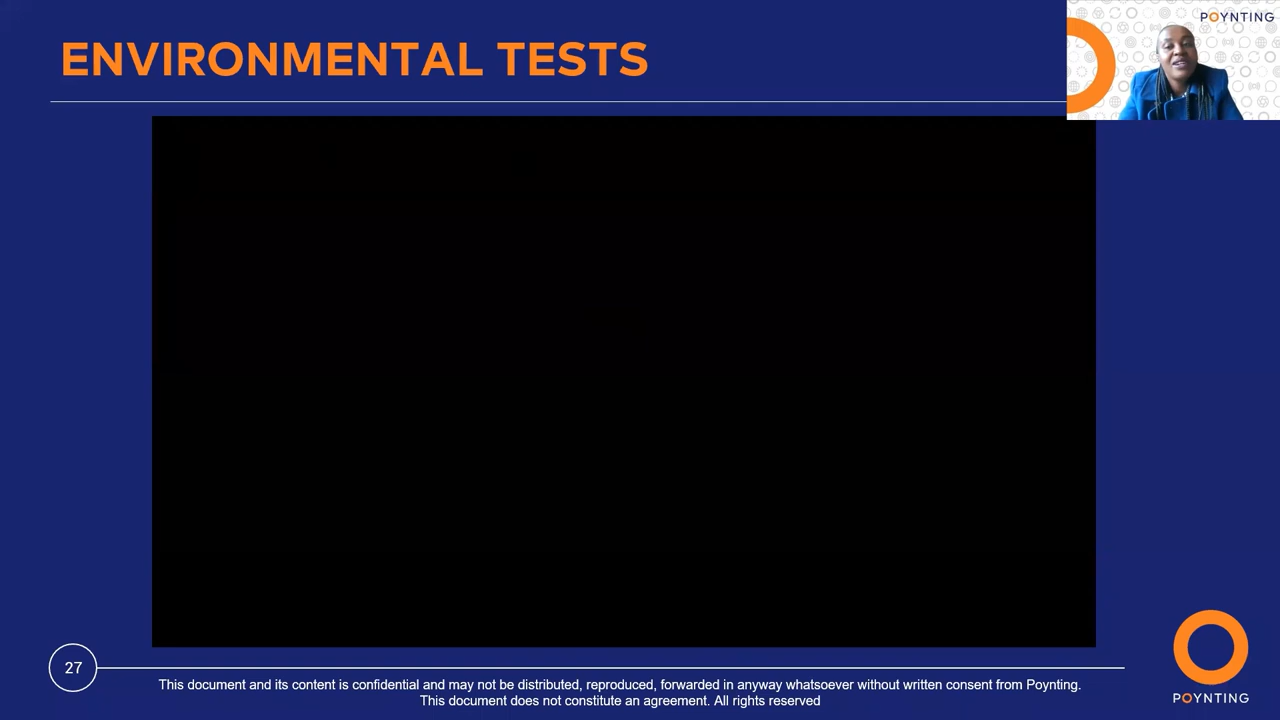 POYNTING
ENVIRONMENTAL TESTS
27
This document and its content is confidential and may not be distributed, reproduced, forwarded in anyway whatsoever without written consent from Poynting.
This document does not constitute an agreement. All rights reserved
POYNTING